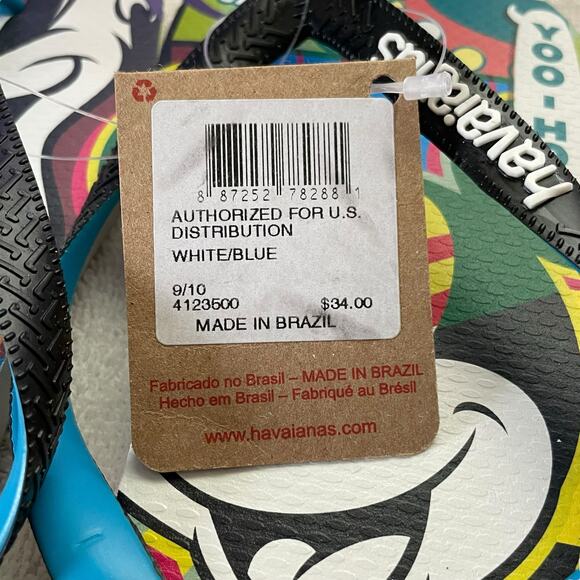 havaianas
YOO-H
8 87252 78288 1
AUTHORIZED FOR U.S.
DISTRIBUTION
WHITE/BLUE
9/10
4123500 $34.00
MADE IN BRAZIL
Fabricado no Brasil – MADE IN BRAZIL
Hecho em Brasil – Fabriqué au Brésil
www.havaianas.com